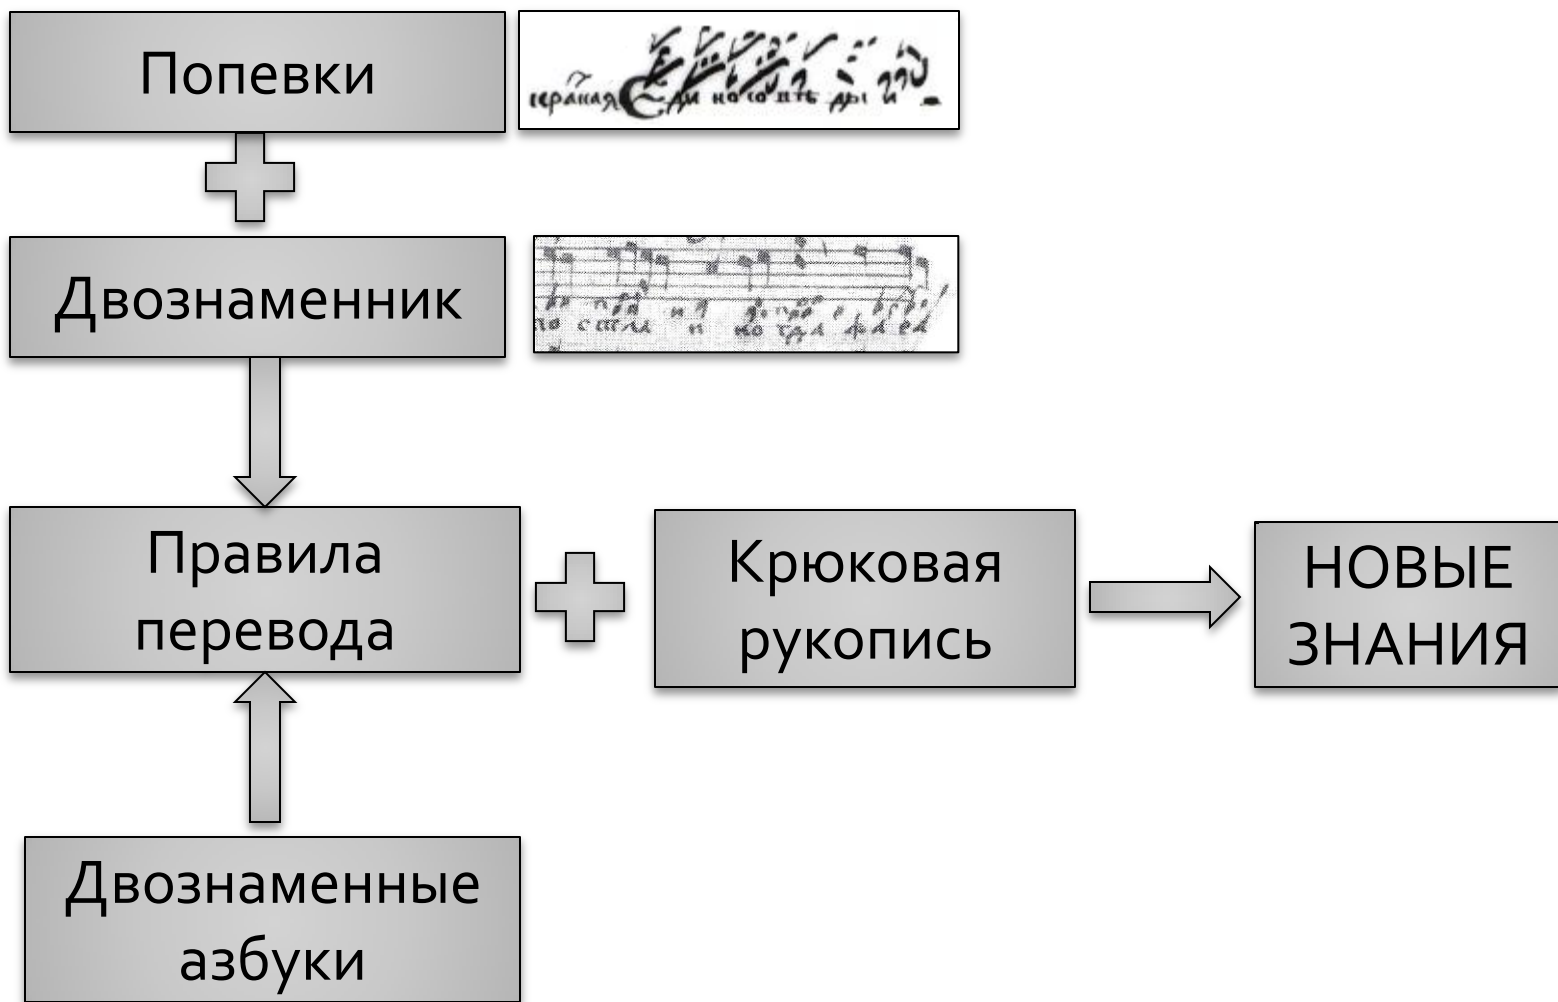 Попевки
Двознаменник
Правила
перевода
Крюковая
рукопись
НОВЫЕ
ЗНАНИЯ
Двознаменные
азбуки